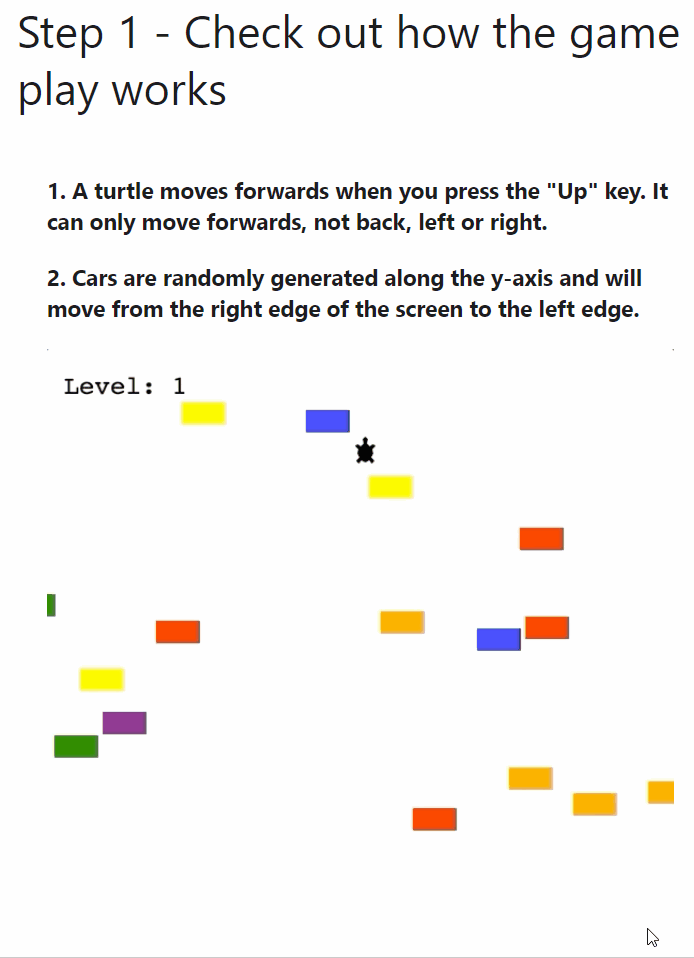 Step 1 - Check out how the game
play works
1. A turtle moves forwards when you press the "Up" key. It
can only move forwards, not back, left or right.
2. Cars are randomly generated along the y-axis and will
move from the right edge of the screen to the left edge.
Level: 1